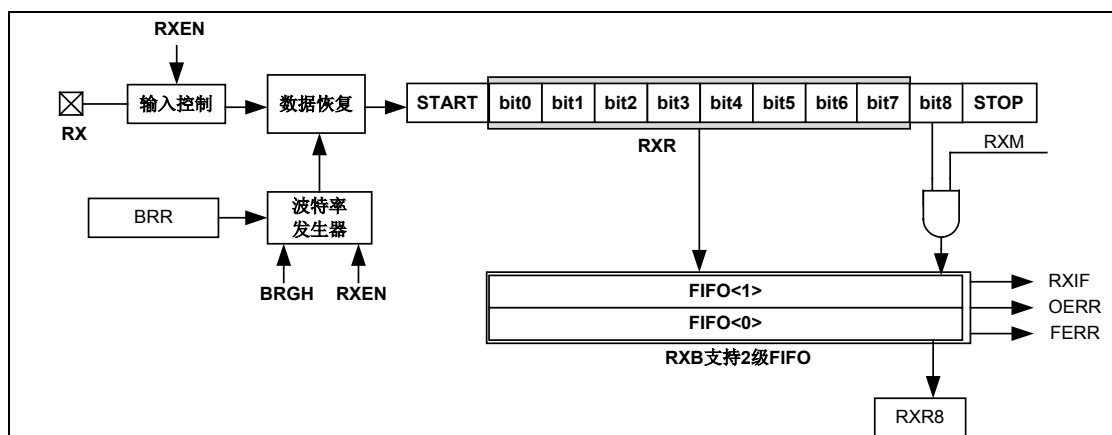 RXEN
RX
输入控制
数据恢复
START bit0 bit1 bit2 bit3 bit4 bit5 bit6 bit7 bit8 STOP
RXR
RXM
BRR
波特率
发生器
BRGH
RXEN
FIFO<1>
FIFO<0>
RXB支持2级FIFO
RXIF
OERR
FERR
RXR8